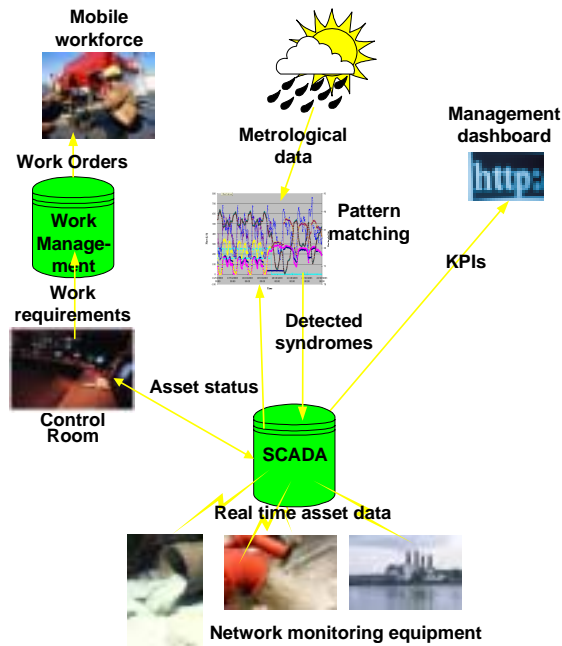 Mobile
workforce
Metrological
data
Management
dashboard
http:
Work Orders
Work
Manage-
ment
Pattern
matching
KPIs
Work
requirements
Detected
syndromes
Asset status
Control
Room
SCADA
Real time asset data
Network monitoring equipment